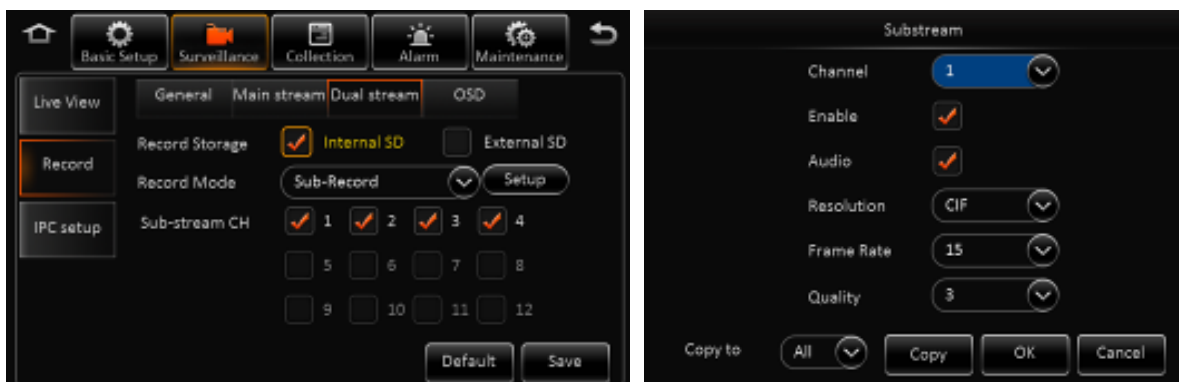 Basic Setup Surveillance Collection Alarm Maintenance
Live View
Record
IPC setup
General Main stream Dual stream OSD
Record Storage Internal SD External SD
Record Mode Sub-Record Setup
Sub-stream CH 1 2 3 4
5 6 7 8
9 10 11 12
Default Save
Substream
Channel 1
Enable
Audio
Resolution CIF
Frame Rate 15
Quality 3
Copy to All Copy OK Cancel